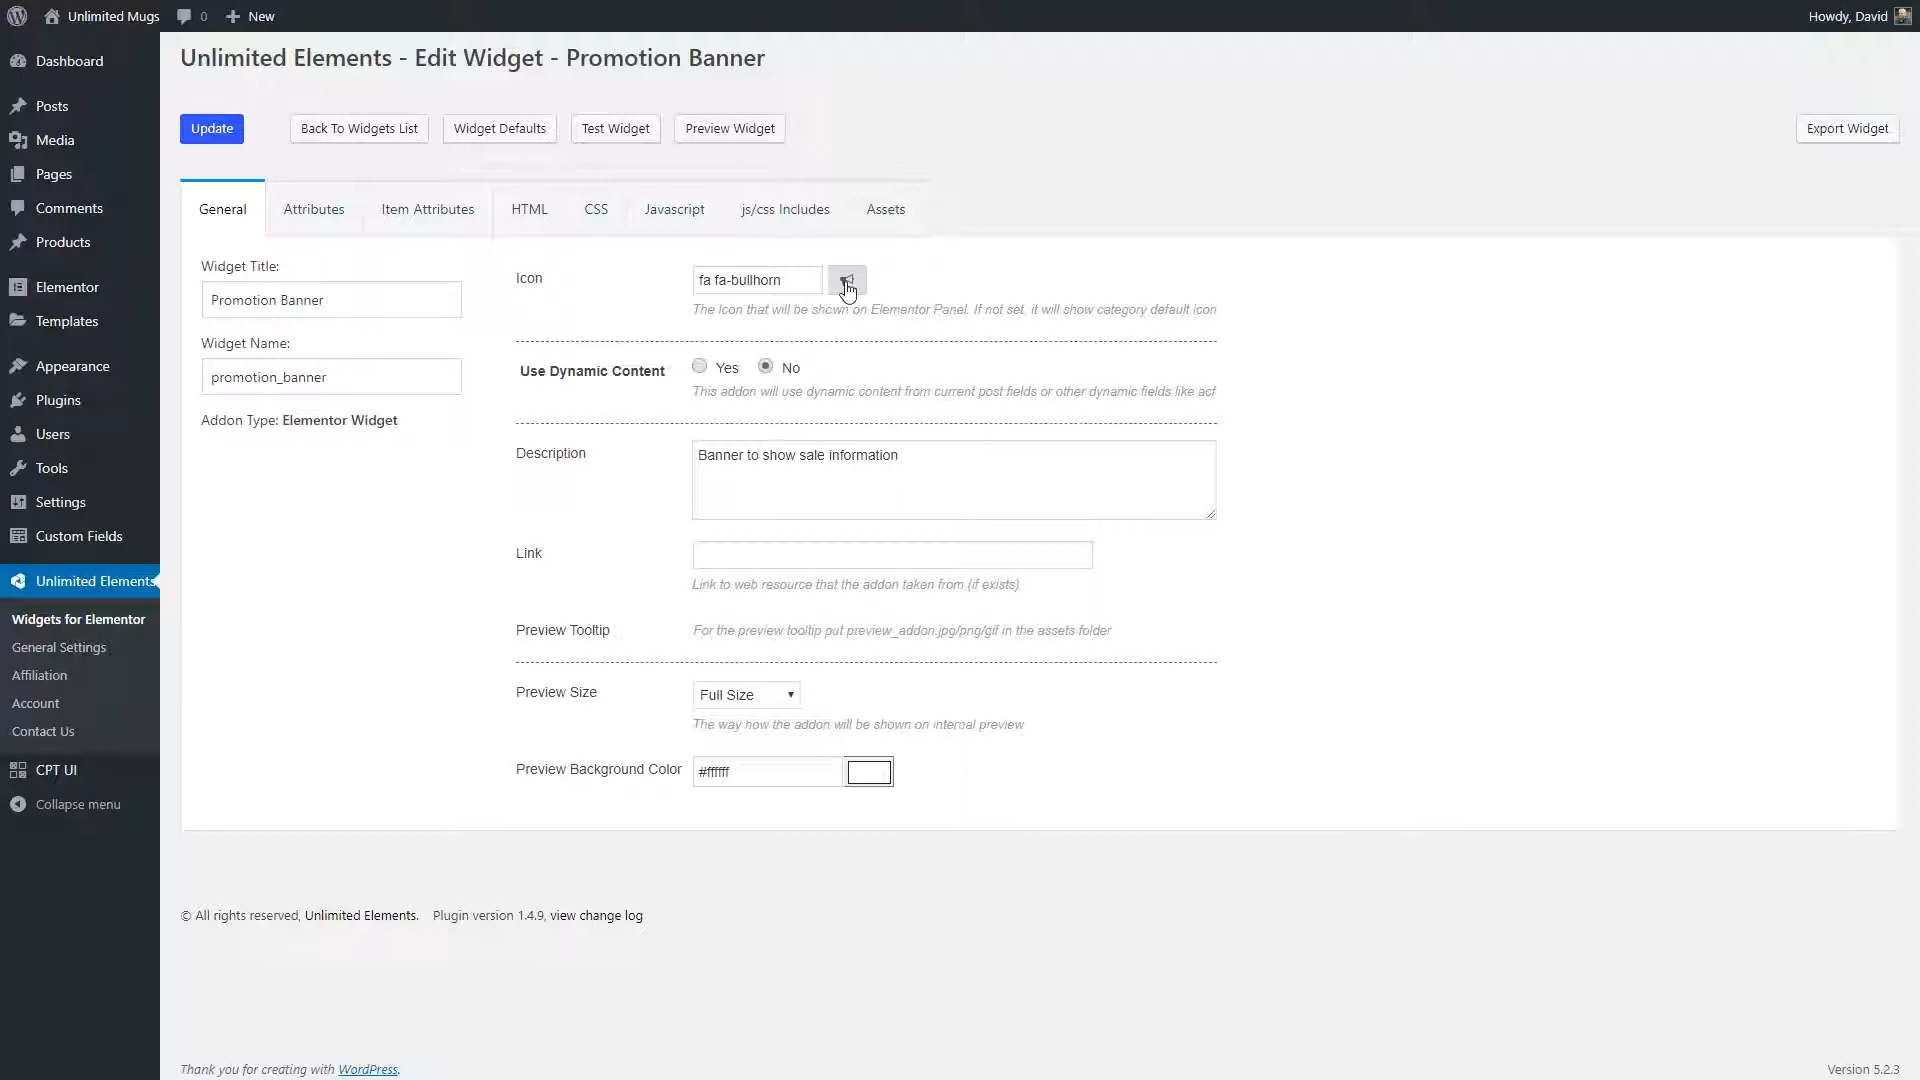 Unlimited Mugs
0
New
Howdy, David
Dashboard
Posts
Media
Pages
Comments
Products
Elementor
Templates
Appearance
Plugins
Users
Tools
Settings
Custom Fields
Unlimited Elements
Widgets for Elementor
General Settings
Affiliation
Account
Contact Us
CPT UI
Collapse menu
Unlimited Elements - Edit Widget - Promotion Banner
Update
Back To Widgets List
Widget Defaults
Test Widget
Preview Widget
Export Widget
General
Attributes
Item Attributes
HTML
CSS
Javascript
js/css Includes
Assets
Widget Title:
Promotion Banner
Widget Name:
promotion_banner
Addon Type: Elementor Widget
Icon
fa fa-bullhorn
The Icon that will be shown on Elementor Panel. If not set, it will show category default icon
Use Dynamic Content
Yes
No
This addon will use dynamic content from current post fields or other dynamic fields like acf
Description
Banner to show sale information
Link
Link to web resource that the addon taken from (if exists)
Preview Tooltip
For the preview tooltip put preview_addon.jpg/png/gif in the assets folder
Preview Size
Full Size
The way how the addon will be shown on internal preview
Preview Background Color
#ffffff
© All rights reserved, Unlimited Elements. Plugin version 1.4.9, view change log
Thank you for creating with WordPress.
Version 5.2.3